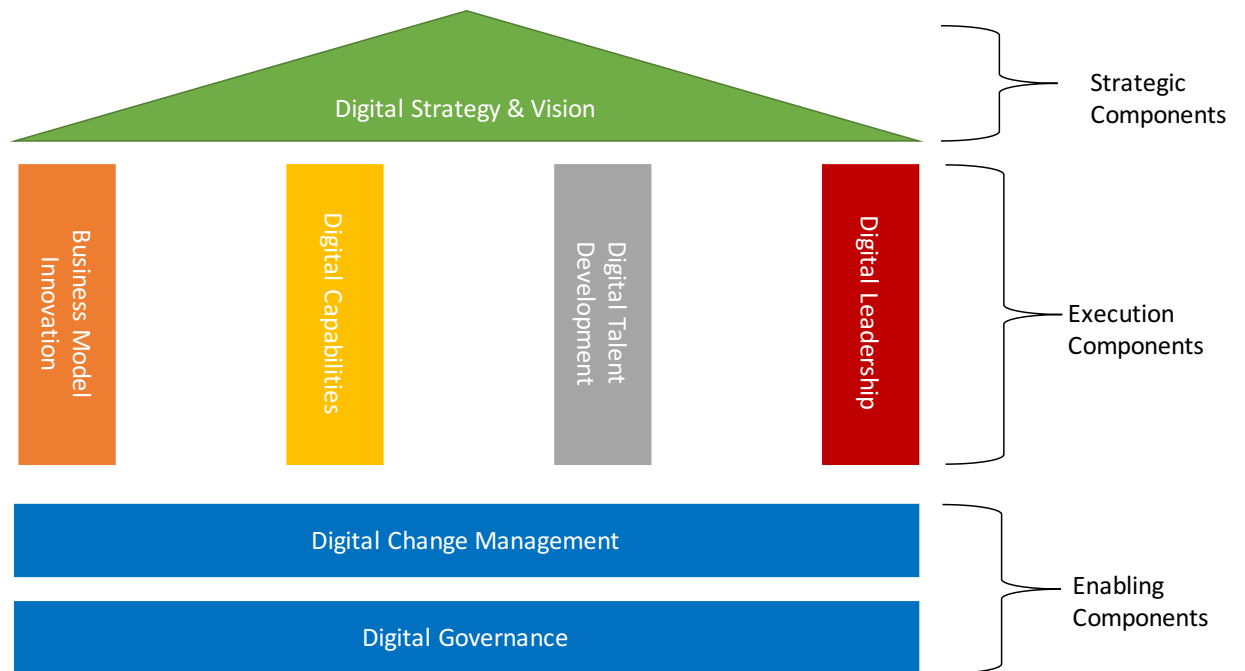 Digital Strategy & Vision
Strategic
Components
Business Model
Innovation
Digital Capabilities
Digital Talent
Development
Digital Leadership
Execution
Components
Digital Change Management
Digital Governance
Enabling
Components